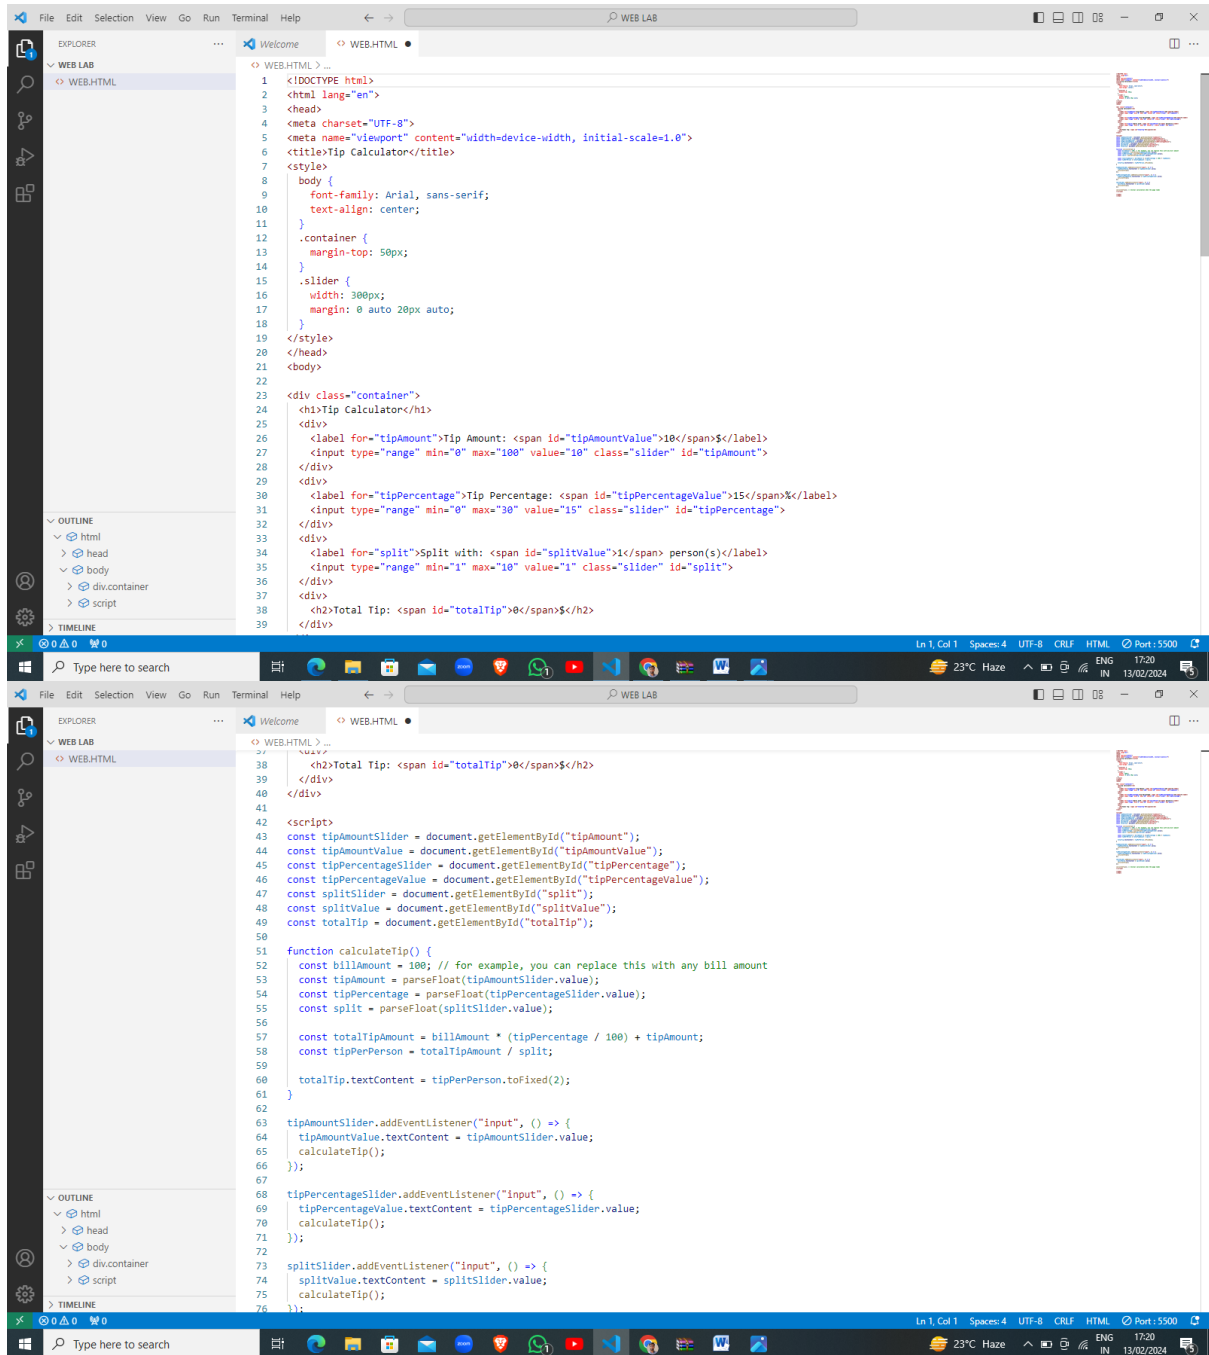 File Edit Selection View Go Run Terminal Help
WEB LAB
EXPLORER
Welcome
WEB.HTML
WEB LAB
WEB.HTML
WEB.HTML > ...
1 <!DOCTYPE html>
2 <html lang="en">
3 <head>
4 <meta charset="UTF-8">
5 <meta name="viewport" content="width=device-width, initial-scale=1.0">
6 <title>Tip Calculator</title>
7 <style>
8 body {
9 font-family: Arial, sans-serif;
10 text-align: center;
11 }
12 .container {
13 margin-top: 50px;
14 }
15 .slider {
16 width: 300px;
17 margin: 0 auto 20px auto;
18 }
19 </style>
20 </head>
21 <body>
22
23 <div class="container">
24 <h1>Tip Calculator</h1>
25 <div>
26 <label for="tipAmount">Tip Amount: <span id="tipAmountValue">10</span>$</label>
27 <input type="range" min="0" max="100" value="10" class="slider" id="tipAmount">
28 </div>
29 <div>
30 <label for="tipPercentage">Tip Percentage: <span id="tipPercentageValue">15</span>%</label>
31 <input type="range" min="0" max="30" value="15" class="slider" id="tipPercentage">
32 </div>
33 <div>
34 <label for="split">Split with: <span id="splitValue">1</span> person(s)</label>
35 <input type="range" min="1" max="10" value="1" class="slider" id="split">
36 </div>
37 <div>
38 <h2>Total Tip: <span id="totalTip">0</span>$</h2>
39 </div>
OUTLINE
html
head
body
div.container
script
TIMELINE
0 0 0
Ln 1, Col 1 Spaces: 4 UTF-8 CRLF HTML Port : 5500
Type here to search
zoom
23°C Haze
ENG
IN
17:20
13/02/2024
5
File Edit Selection View Go Run Terminal Help
WEB LAB
EXPLORER
Welcome
WEB.HTML
WEB LAB
WEB.HTML
WEB.HTML > ...
37 <div>
38 <h2>Total Tip: <span id="totalTip">0</span>$</h2>
39 </div>
40 </div>
41
42 <script>
43 const tipAmountSlider = document.getElementById("tipAmount");
44 const tipAmountValue = document.getElementById("tipAmountValue");
45 const tipPercentageSlider = document.getElementById("tipPercentage");
46 const tipPercentageValue = document.getElementById("tipPercentageValue");
47 const splitSlider = document.getElementById("split");
48 const splitValue = document.getElementById("splitValue");
49 const totalTip = document.getElementById("totalTip");
50
51 function calculateTip() {
52 const billAmount = 100; // for example, you can replace this with any bill amount
53 const tipAmount = parseFloat(tipAmountSlider.value);
54 const tipPercentage = parseFloat(tipPercentageSlider.value);
55 const split = parseFloat(splitSlider.value);
56
57 const totalTipAmount = billAmount * (tipPercentage / 100) + tipAmount;
58 const tipPerPerson = totalTipAmount / split;
59
60 totalTip.textContent = tipPerPerson.toFixed(2);
61 }
62
63 tipAmountSlider.addEventListener("input", () => {
64 tipAmountValue.textContent = tipAmountSlider.value;
65 calculateTip();
66 });
67
68 tipPercentageSlider.addEventListener("input", () => {
69 tipPercentageValue.textContent = tipPercentageSlider.value;
70 calculateTip();
71 });
72
73 splitSlider.addEventListener("input", () => {
74 splitValue.textContent = splitSlider.value;
75 calculateTip();
76 });
OUTLINE
html
head
body
div.container
script
TIMELINE
0 0 0
Ln 1, Col 1 Spaces: 4 UTF-8 CRLF HTML Port : 5500
Type here to search
zoom
23°C Haze
ENG
IN
17:20
13/02/2024
5